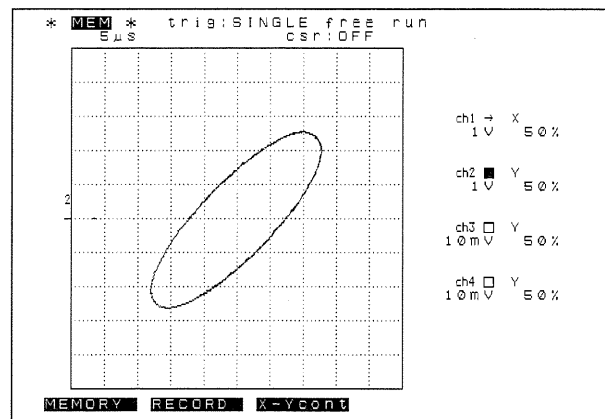 * MEM * trig:SINGLE free run
5μs csr:OFF
ch1 → X
1V 50%
ch2 ■ Y
1V 50%
2
ch3 □ Y
10mV 50%
ch4 □ Y
10mV 50%
MEMORY RECORD X-Ycont